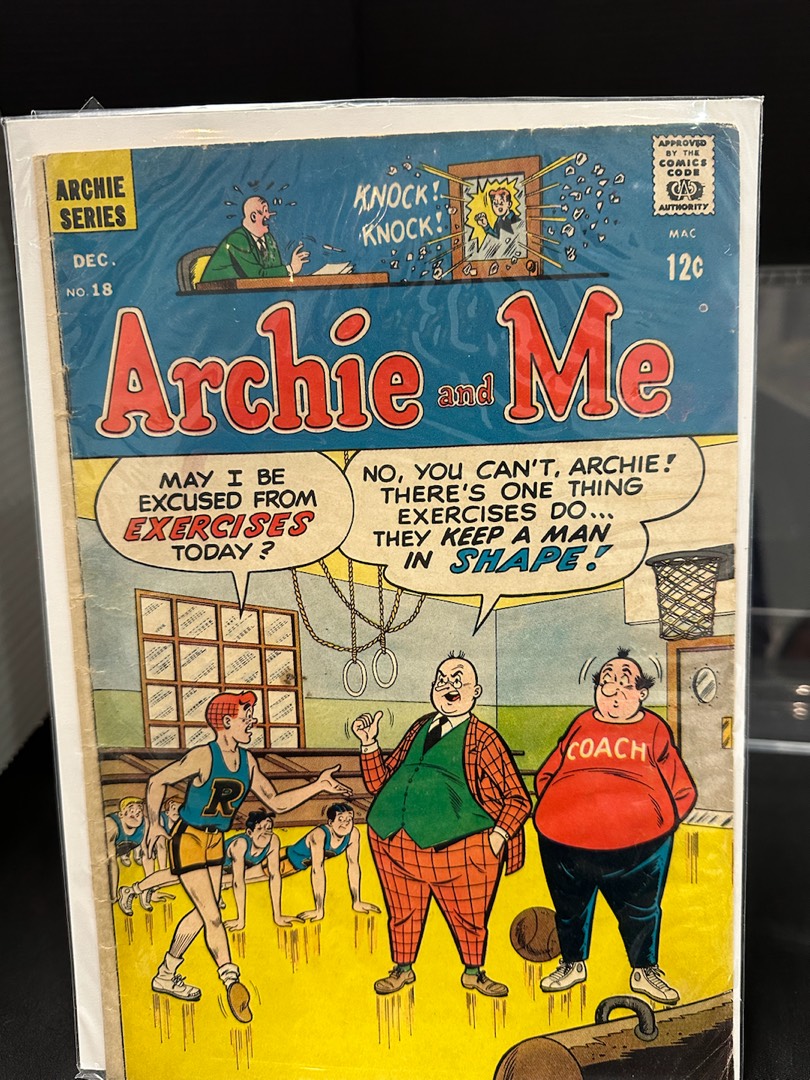 ARCHIE
SERIES
DEC.
NO. 18
KNOCK!
KNOCK!
APPROVED
BY THE
COMICS
CODE
CA
AUTHORITY
MAC
12¢
Archie and Me
MAY I BE
EXCUSED FROM
EXERCISES
TODAY?
NO, YOU CAN'T, ARCHIE!
THERE'S ONE THING
EXERCISES DO...
THEY KEEP A MAN
IN SHAPE!
R
COACH